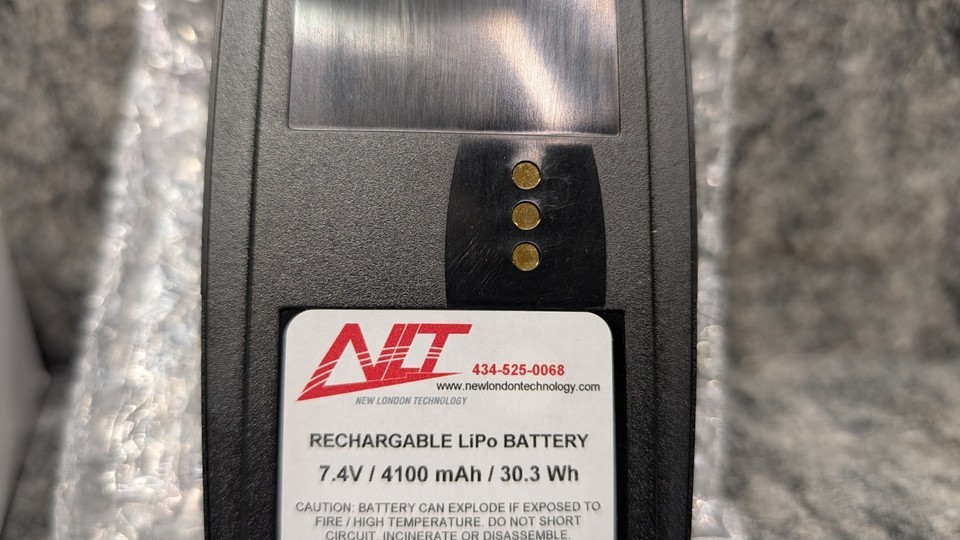 NLT
434-525-0068
www.newlondontechnology.com
NEW LONDON TECHNOLOGY
RECHARGABLE LiPo BATTERY
7.4V / 4100 mAh / 30.3 Wh
CAUTION: BATTERY CAN EXPLODE IF EXPOSED TO
FIRE / HIGH TEMPERATURE. DO NOT SHORT
CIRCUIT, INCINERATE OR DISASSEMBLE.